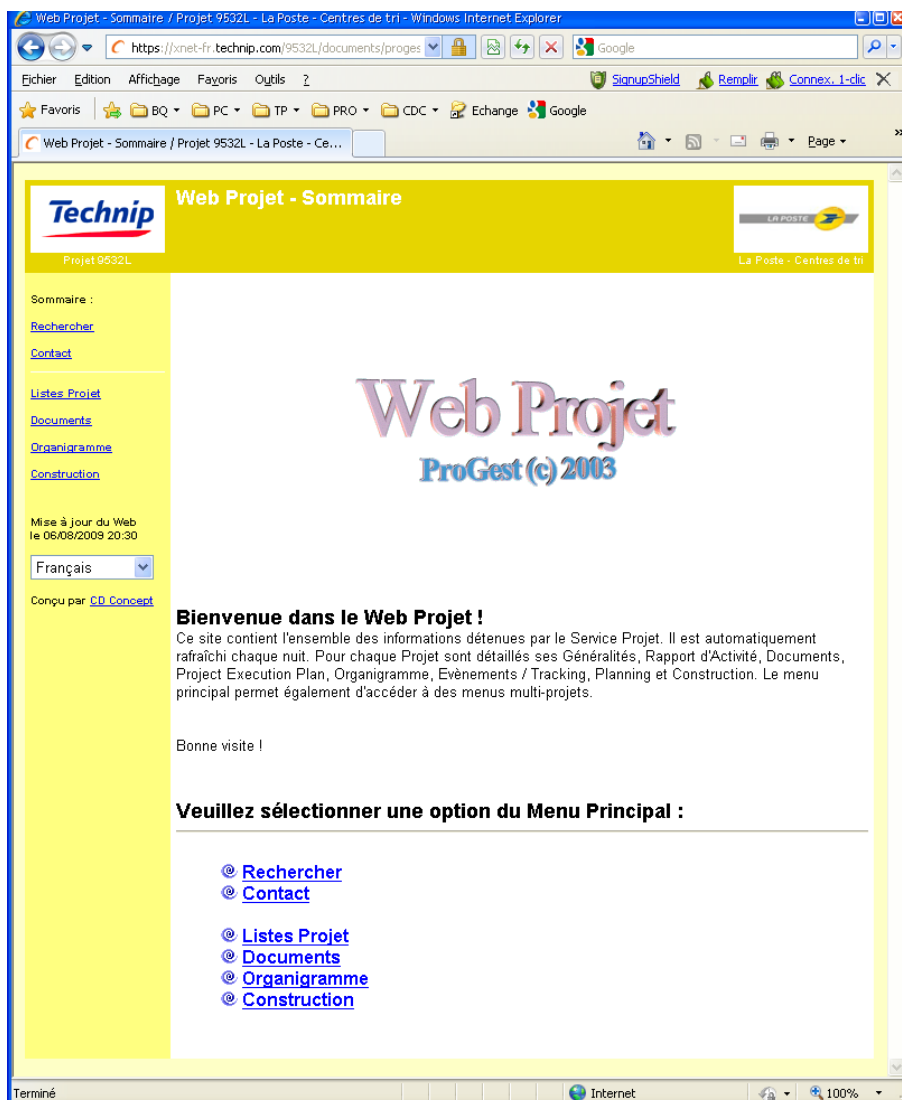 Web Projet - Sommaire / Projet 9532L - La Poste - Centres de tri - Windows Internet Explorer
https://xnet-fr.technip.com/9532L/documents/proges
Google
Fichier Edition Affichage Favoris Outils ?
SignupShield Remplir Connex. 1-clic
Favoris BQ PC TP PRO CDC Echange Google
Web Projet - Sommaire / Projet 9532L - La Poste - Ce...
Page
Technip
Projet 9532L
Web Projet - Sommaire
LA POSTE
La Poste - Centres de tri
Sommaire :
Rechercher
Contact
Listes Projet
Documents
Organigramme
Construction
Mise à jour du Web
le 06/08/2009 20:30
Français
Conçu par CD Concept
Web Projet
ProGest (c) 2003
Bienvenue dans le Web Projet !
Ce site contient l'ensemble des informations détenues par le Service Projet. Il est automatiquement
rafraîchi chaque nuit. Pour chaque Projet sont détaillés ses Généralités, Rapport d'Activité, Documents,
Project Execution Plan, Organigramme, Evènements / Tracking, Planning et Construction. Le menu
principal permet également d'accéder à des menus multi-projets.
Bonne visite !
Veuillez sélectionner une option du Menu Principal :
Rechercher
Contact
Listes Projet
Documents
Organigramme
Construction
Terminé
Internet
100%